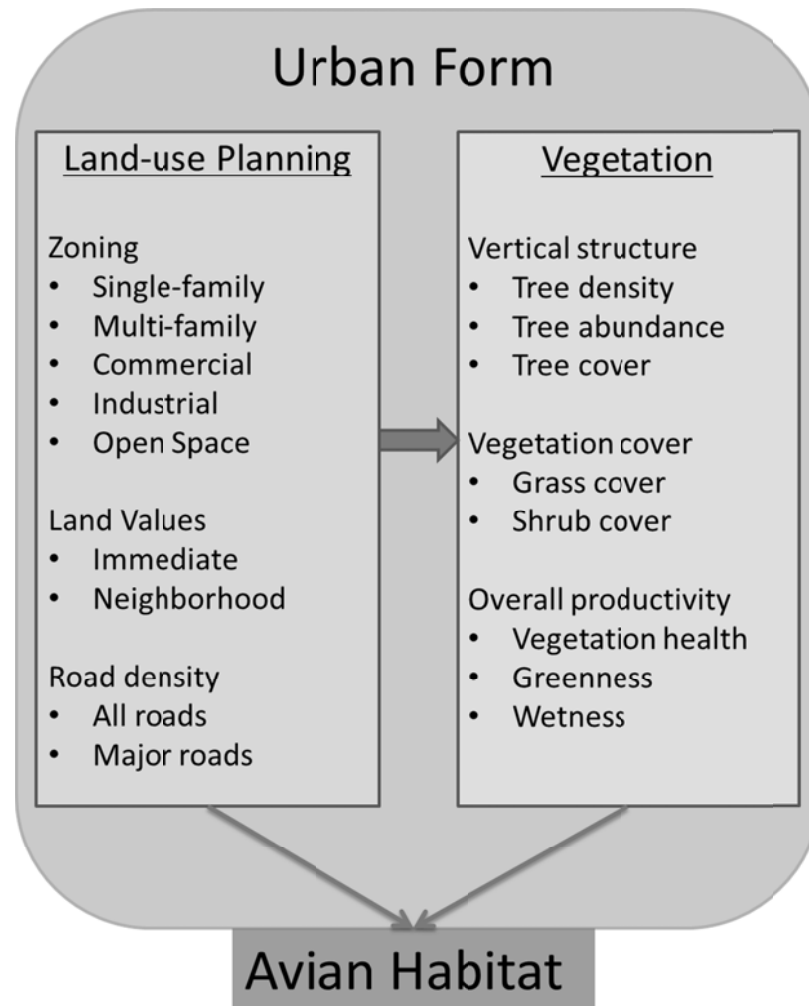 Urban Form
Land-use Planning
Zoning
• Single-family
• Multi-family
• Commercial
• Industrial
• Open Space
Land Values
• Immediate
• Neighborhood
Road density
• All roads
• Major roads
Vegetation
Vertical structure
• Tree density
• Tree abundance
• Tree cover
Vegetation cover
• Grass cover
• Shrub cover
Overall productivity
• Vegetation health
• Greenness
• Wetness
Avian Habitat